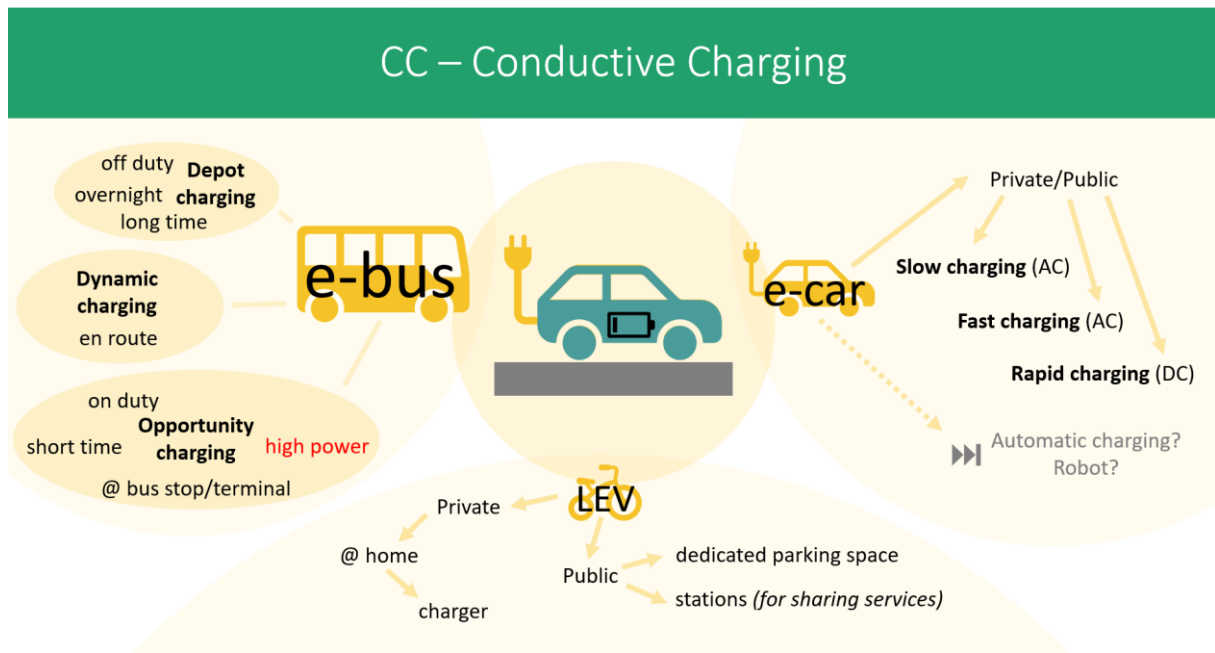 CC – Conductive Charging
off duty
Depot
charging
overnight
long time
e-bus
Dynamic
charging
en route
on duty
Opportunity
charging
short time
high power
@ bus stop/terminal
e-car
Private/Public
Slow charging (AC)
Fast charging (AC)
Rapid charging (DC)
Automatic charging?
Robot?
LEV
Private
@ home
charger
Public
dedicated parking space
stations (for sharing services)